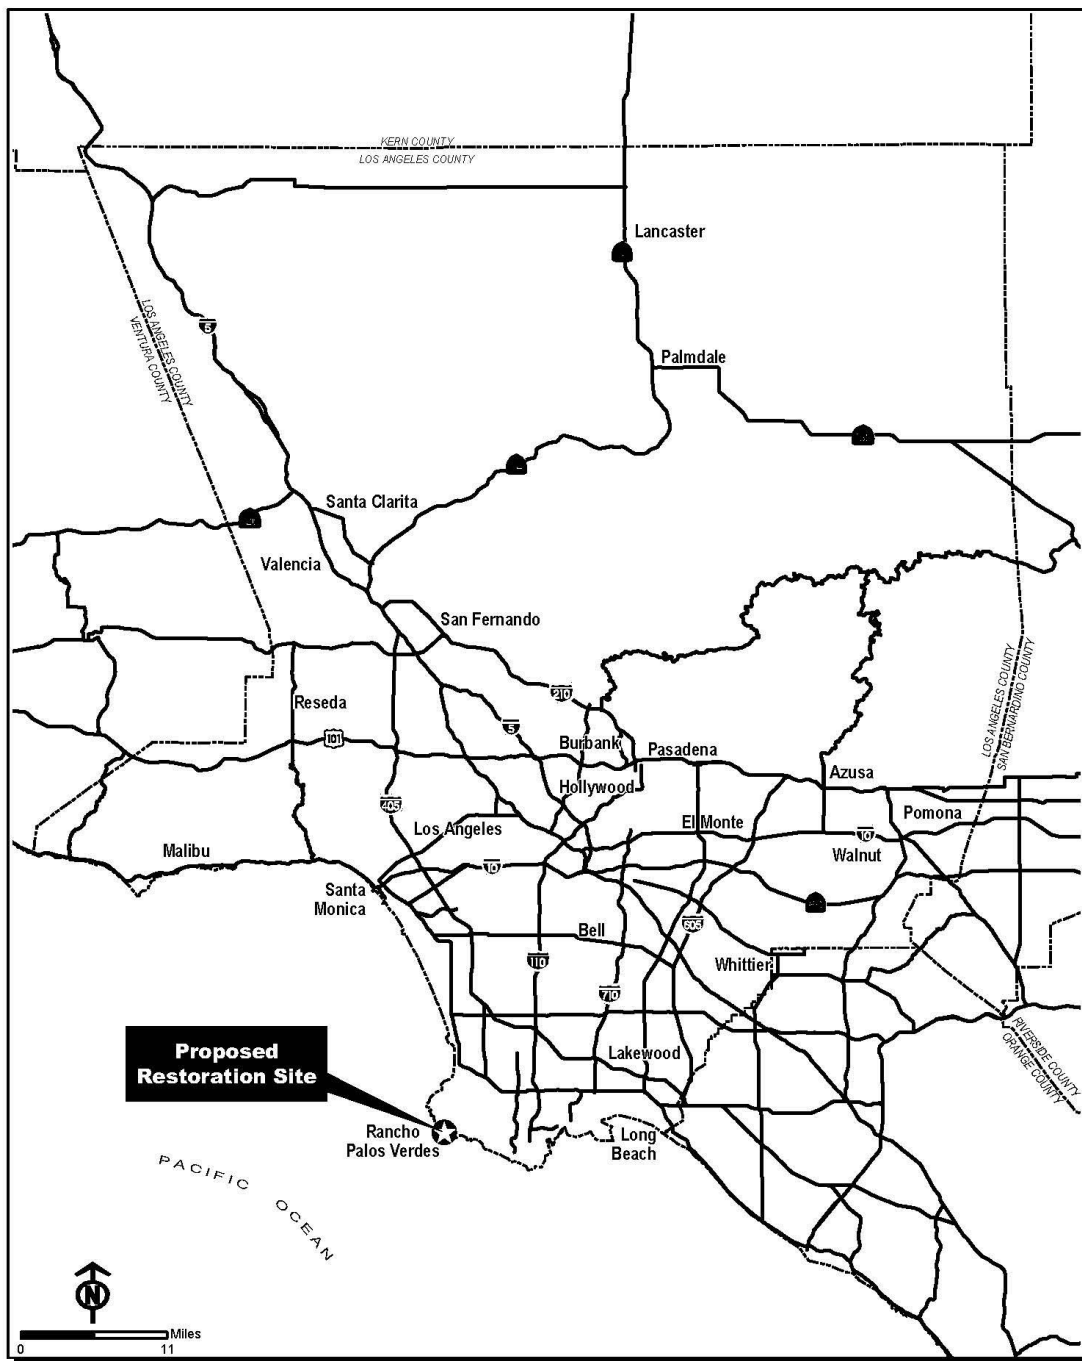 KERN COUNTY
LOS ANGELES COUNTY
Lancaster
LOS ANGELES COUNTY
VENTURA COUNTY
5
Palmdale
Santa Clarita
Valencia
San Fernando
210
Reseda
5
LOS ANGELES COUNTY
SAN BERNARDINO COUNTY
101
Burbank
Pasadena
Hollywood
Azusa
405
Los Angeles
El Monte
Pomona
10
Malibu
10
Walnut
Santa
Monica
605
Bell
110
Whittier
710
RIVERSIDE COUNTY
ORANGE COUNTY
Proposed
Restoration Site
Lakewood
Rancho
Palos Verdes
Long
Beach
PACIFIC OCEAN
N
Miles
0 11